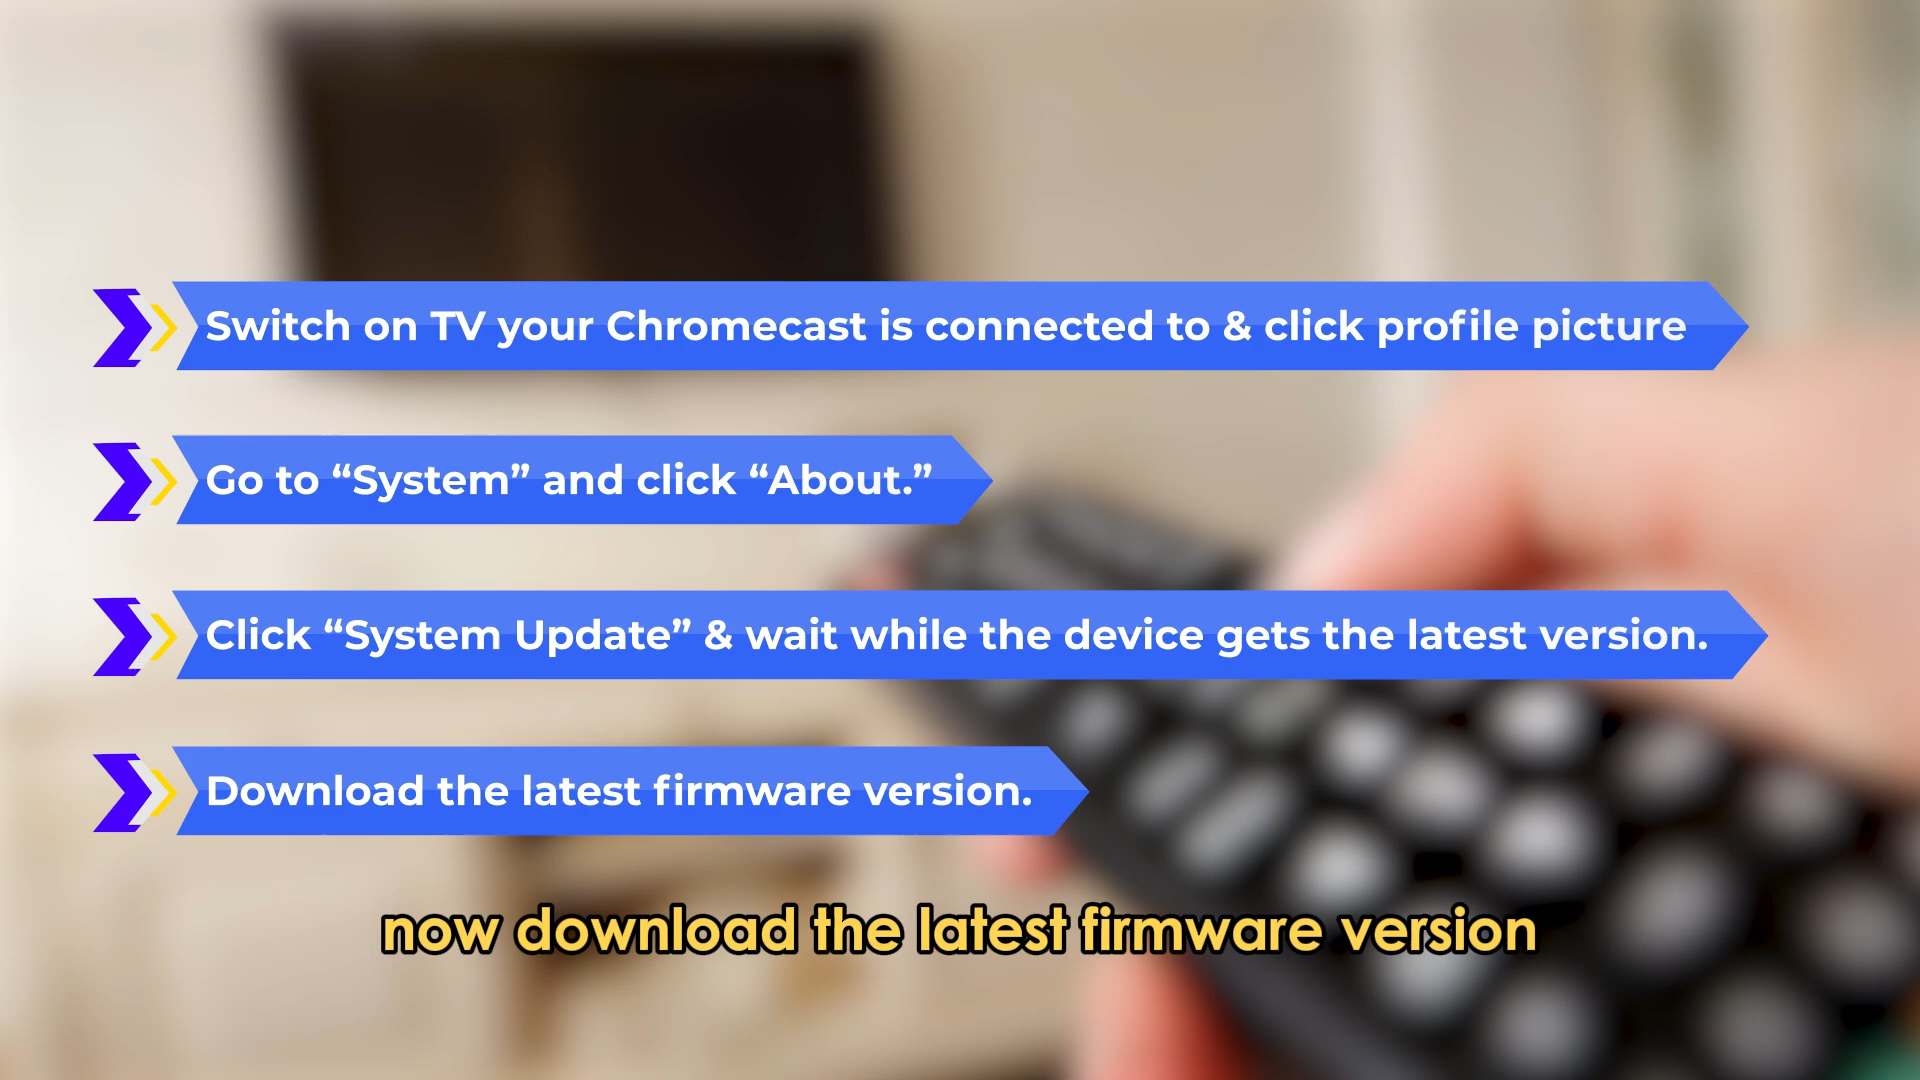 Switch on TV your Chromecast is connected to & click profile picture
Go to “System” and click “About.”
Click “System Update” & wait while the device gets the latest version.
Download the latest firmware version.
now download the latest firmware version